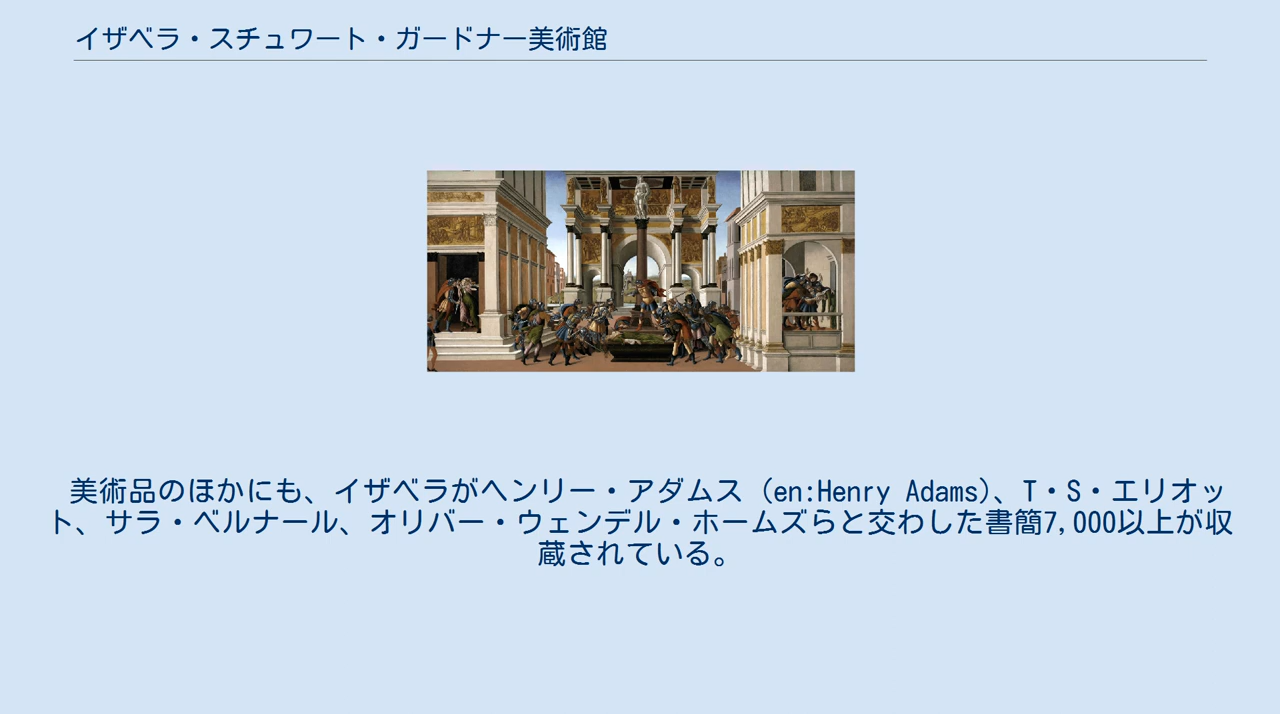 イザベラ・スチュワート・ガードナー美術館
美術品のほかにも、イザベラがヘンリー・アダムス（en:Henry Adams）、T・S・エリオッ
ト、サラ・ベルナール、オリバー・ウェンデル・ホームズらと交わした書簡7,000以上が収
蔵されている。